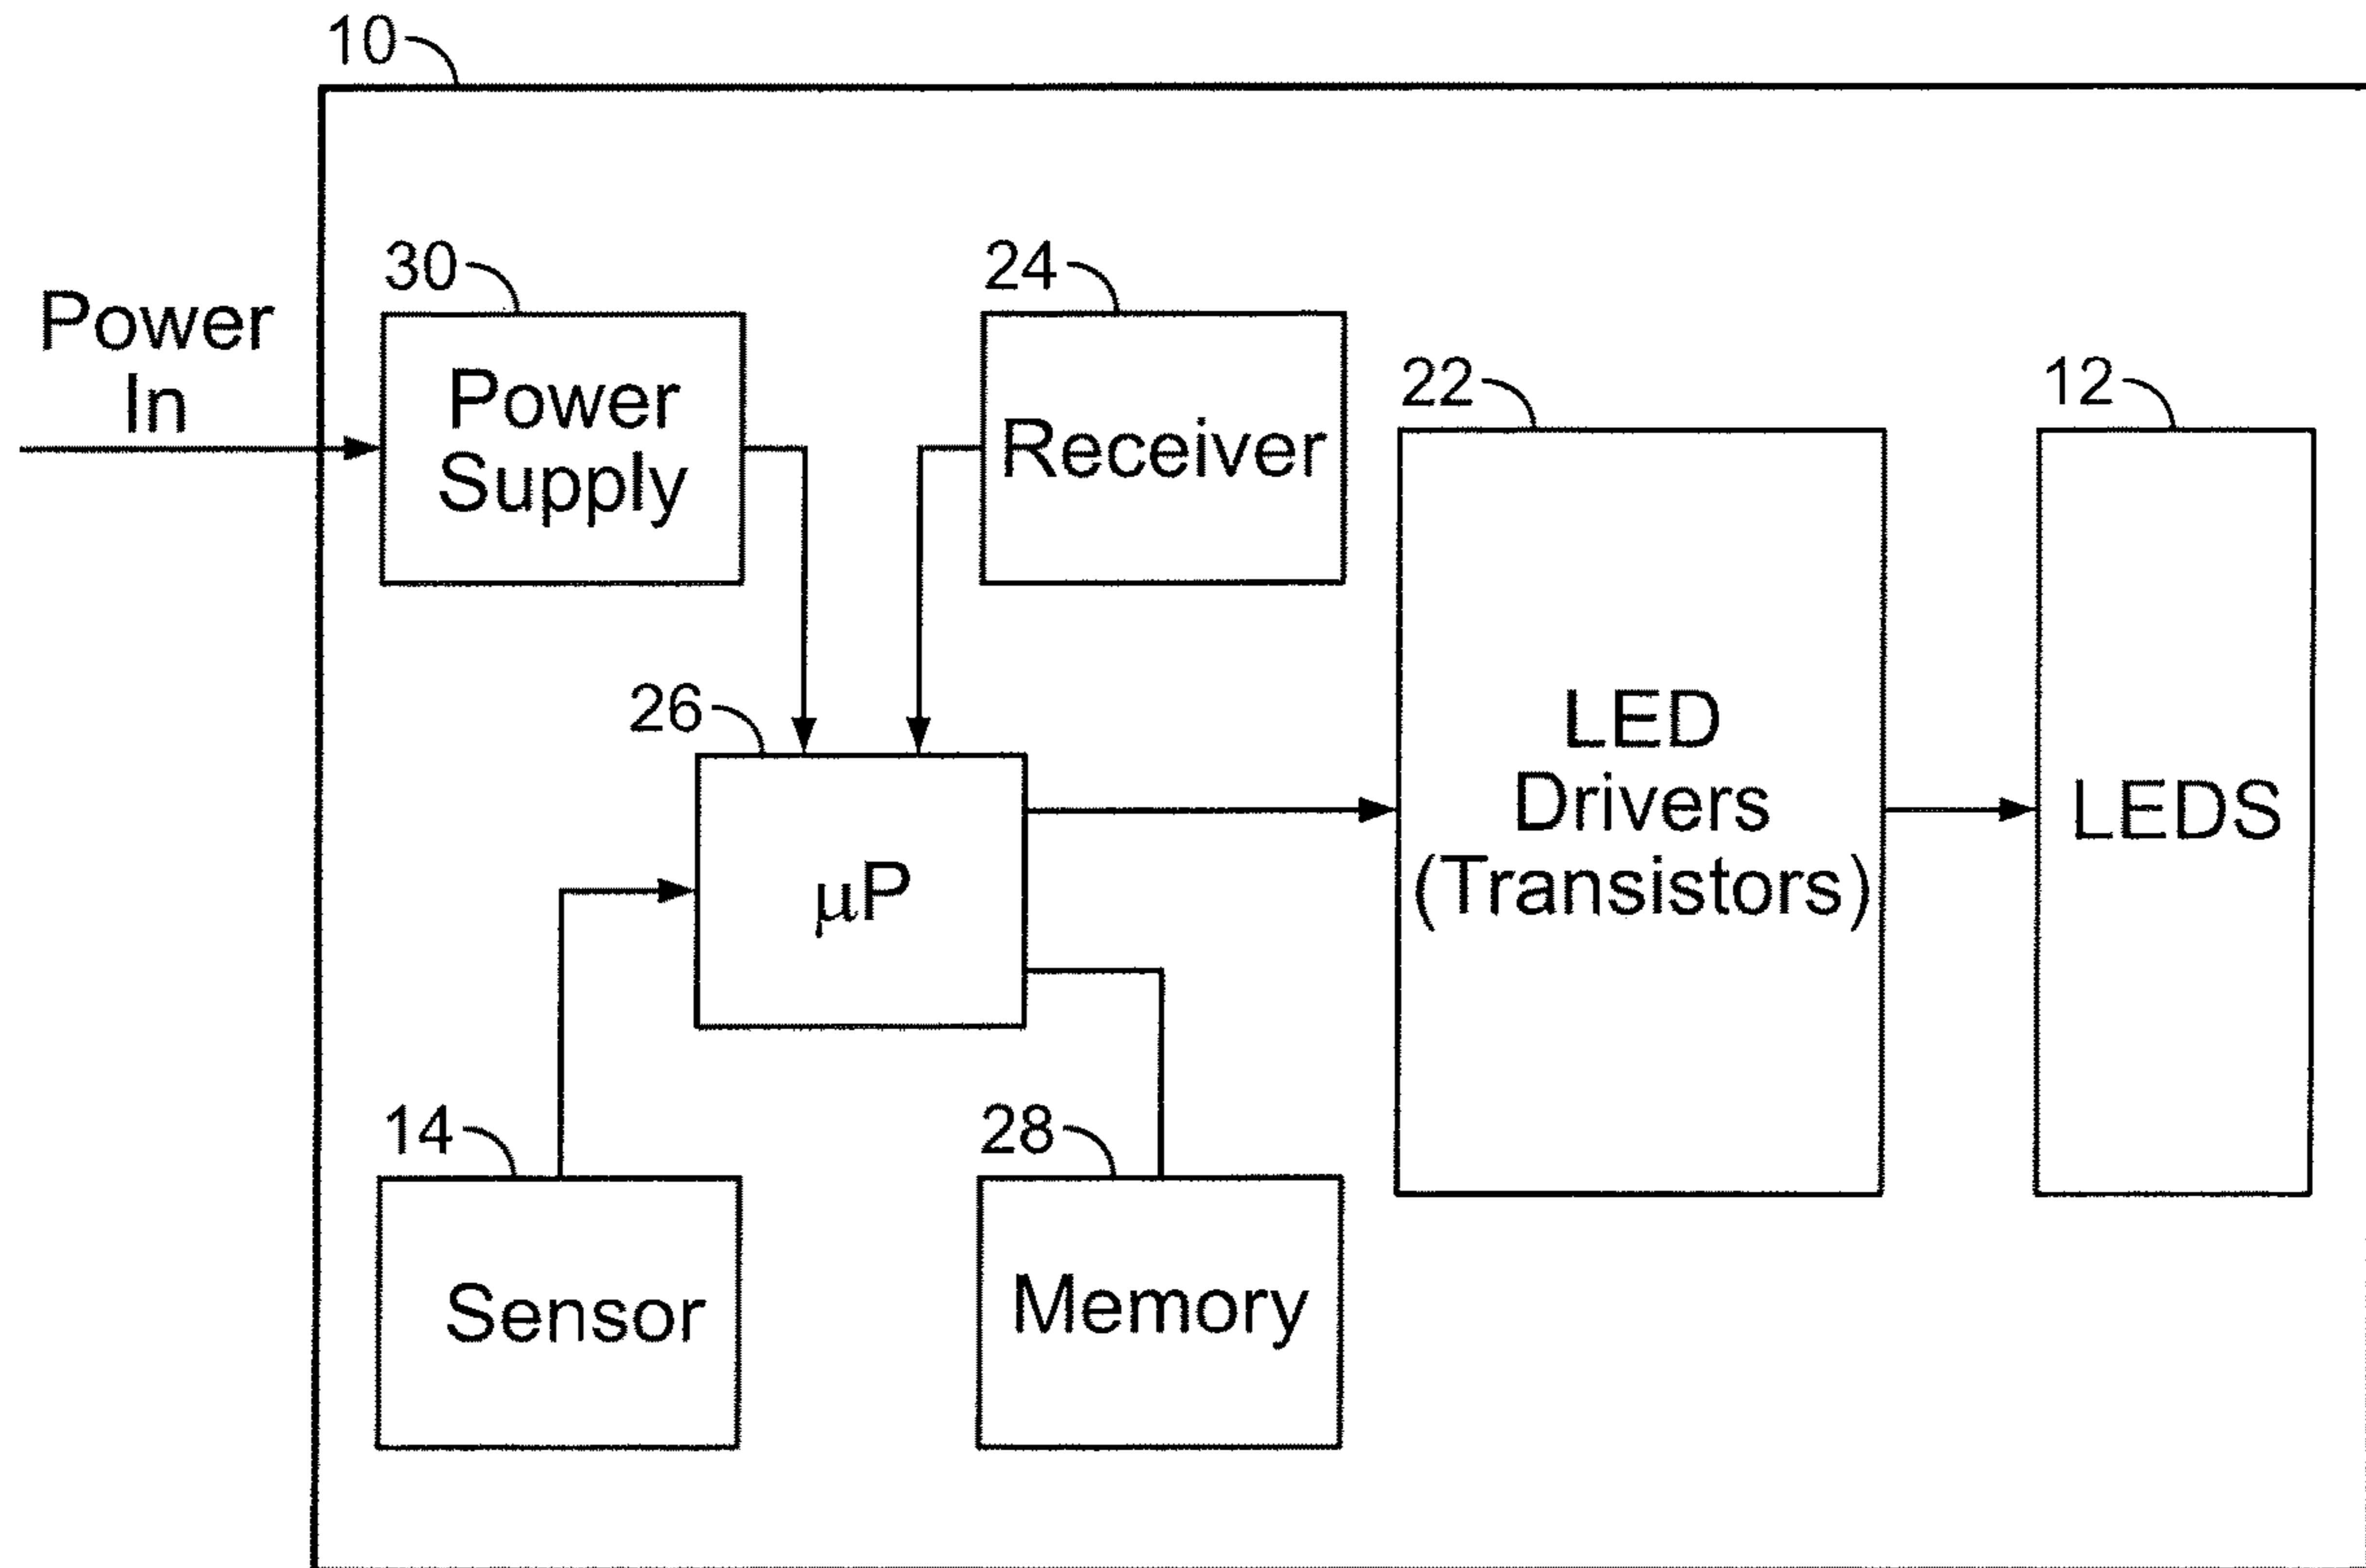 10
Power
In
30
Power
Supply
24
Receiver
22
LED
Drivers
(Transistors)
12
LEDS
26
μP
14
Sensor
28
Memory